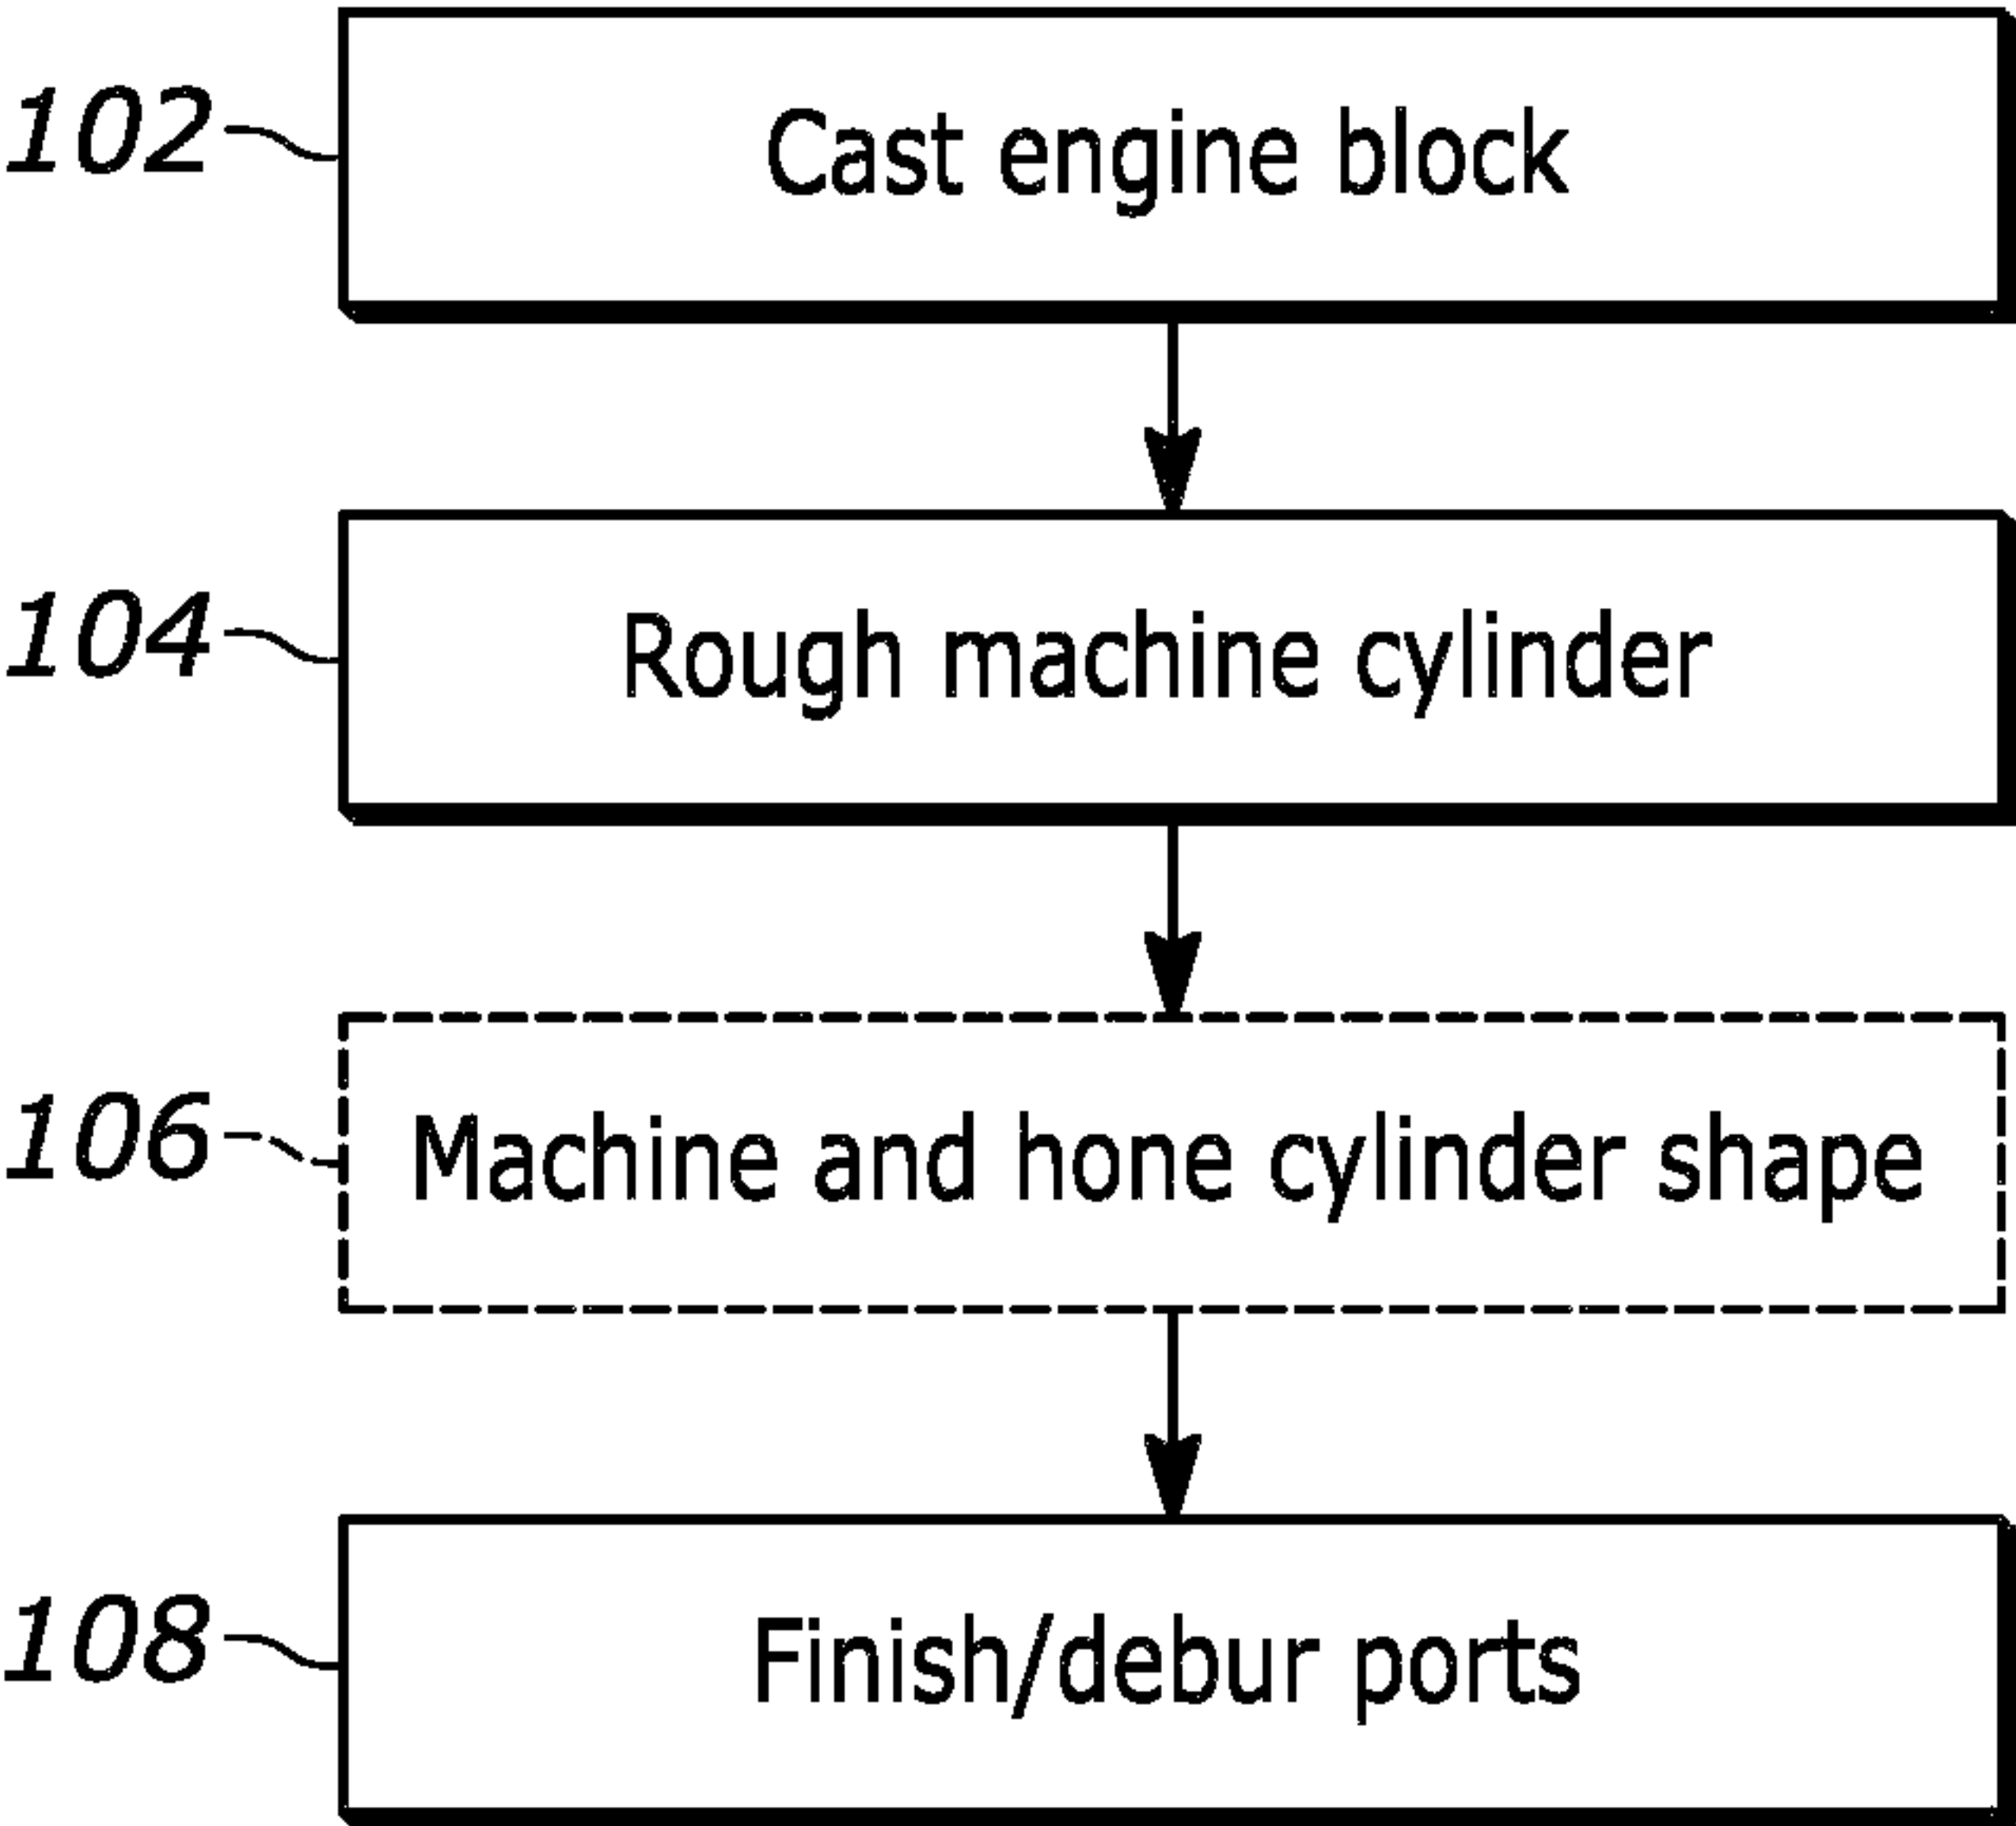 102
Cast engine block
104
Rough machine cylinder
106
Machine and hone cylinder shape
108
Finish/debur ports